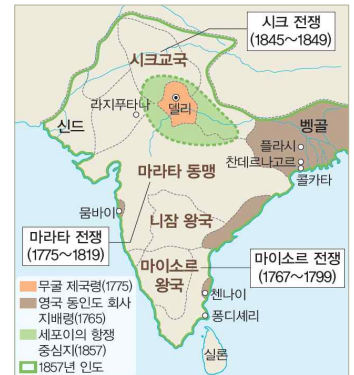 시크 전쟁
(1845~1849)
시크교국
라지푸타나
델리
신드
벵골
플라시
찬데르나고르
콜카타
마라타 동맹
뭄바이
니잠 왕국
마라타 전쟁
(1775~1819)
마이소르 전쟁
(1767~1799)
마이소르
왕국
첸나이
퐁디셰리
실론
무굴 제국령(1775)
영국 동인도 회사
지배령(1765)
세포이의 항쟁
중심지(1857)
1857년 인도